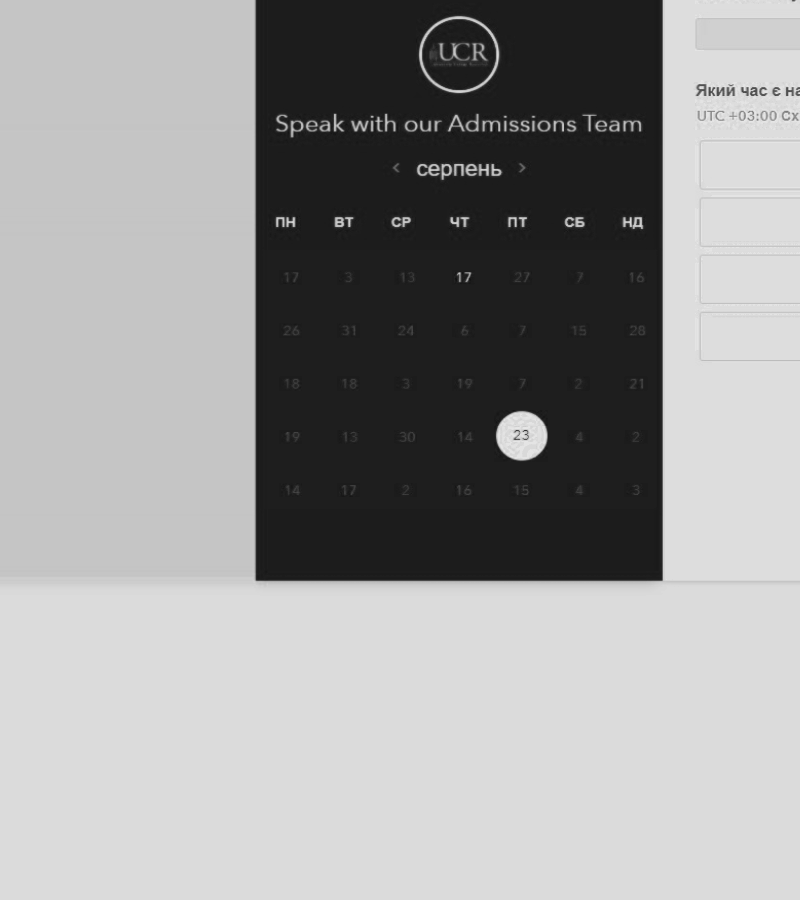 UCR
Speak with our Admissions Team
< серпень >
ПН ВТ СР ЧТ ПТ СБ НД
17 3 13 17 27 7 16
26 31 24 6 7 15 28
18 18 3 19 7 2 21
19 13 30 14 23 4 2
14 17 2 16 15 4 3
Який час є на
UTC +03:00 Сх